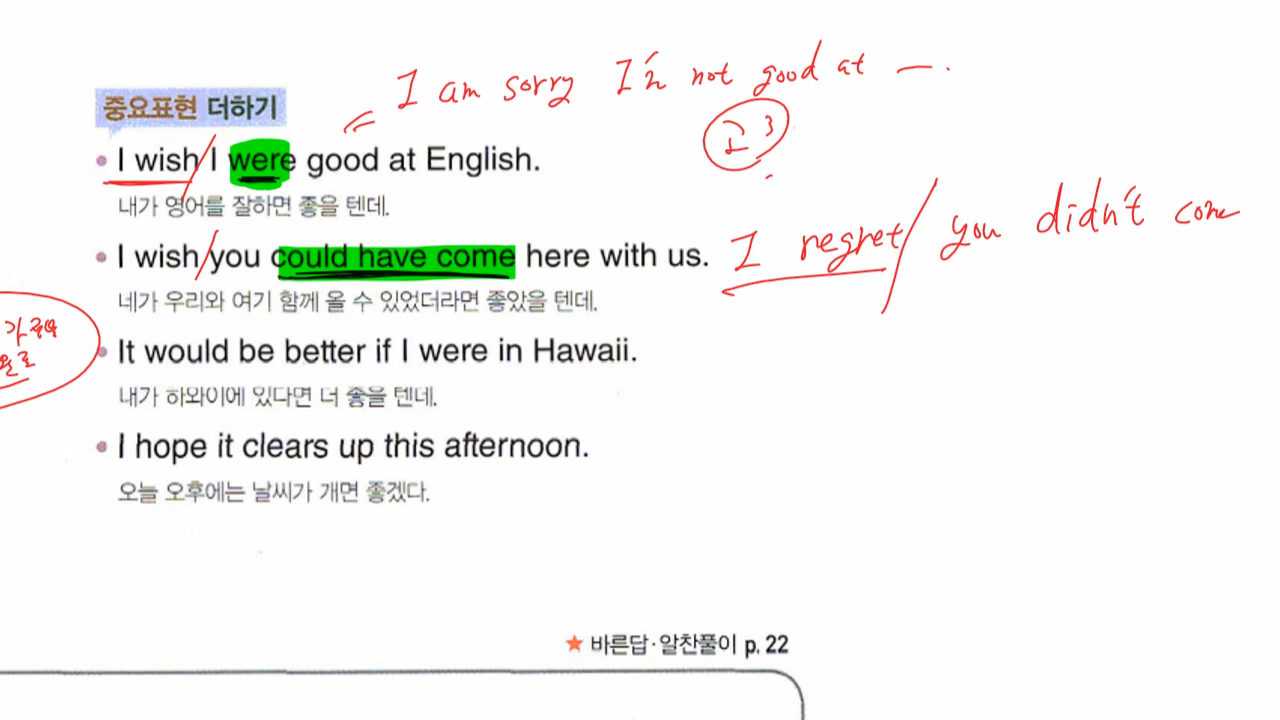 I am sorry I'm not good at —.
중요표현 더하기
I wish I were good at English.
내가 영어를 잘하면 좋을 텐데.
I wish you could have come here with us.
I regret you didn't come
네가 우리와 여기 함께 올 수 있었더라면 좋았을 텐데.
It would be better if I were in Hawaii.
내가 하와이에 있다면 더 좋을 텐데.
I hope it clears up this afternoon.
오늘 오후에는 날씨가 개면 좋겠다.
★ 바른답·알찬풀이 p. 22